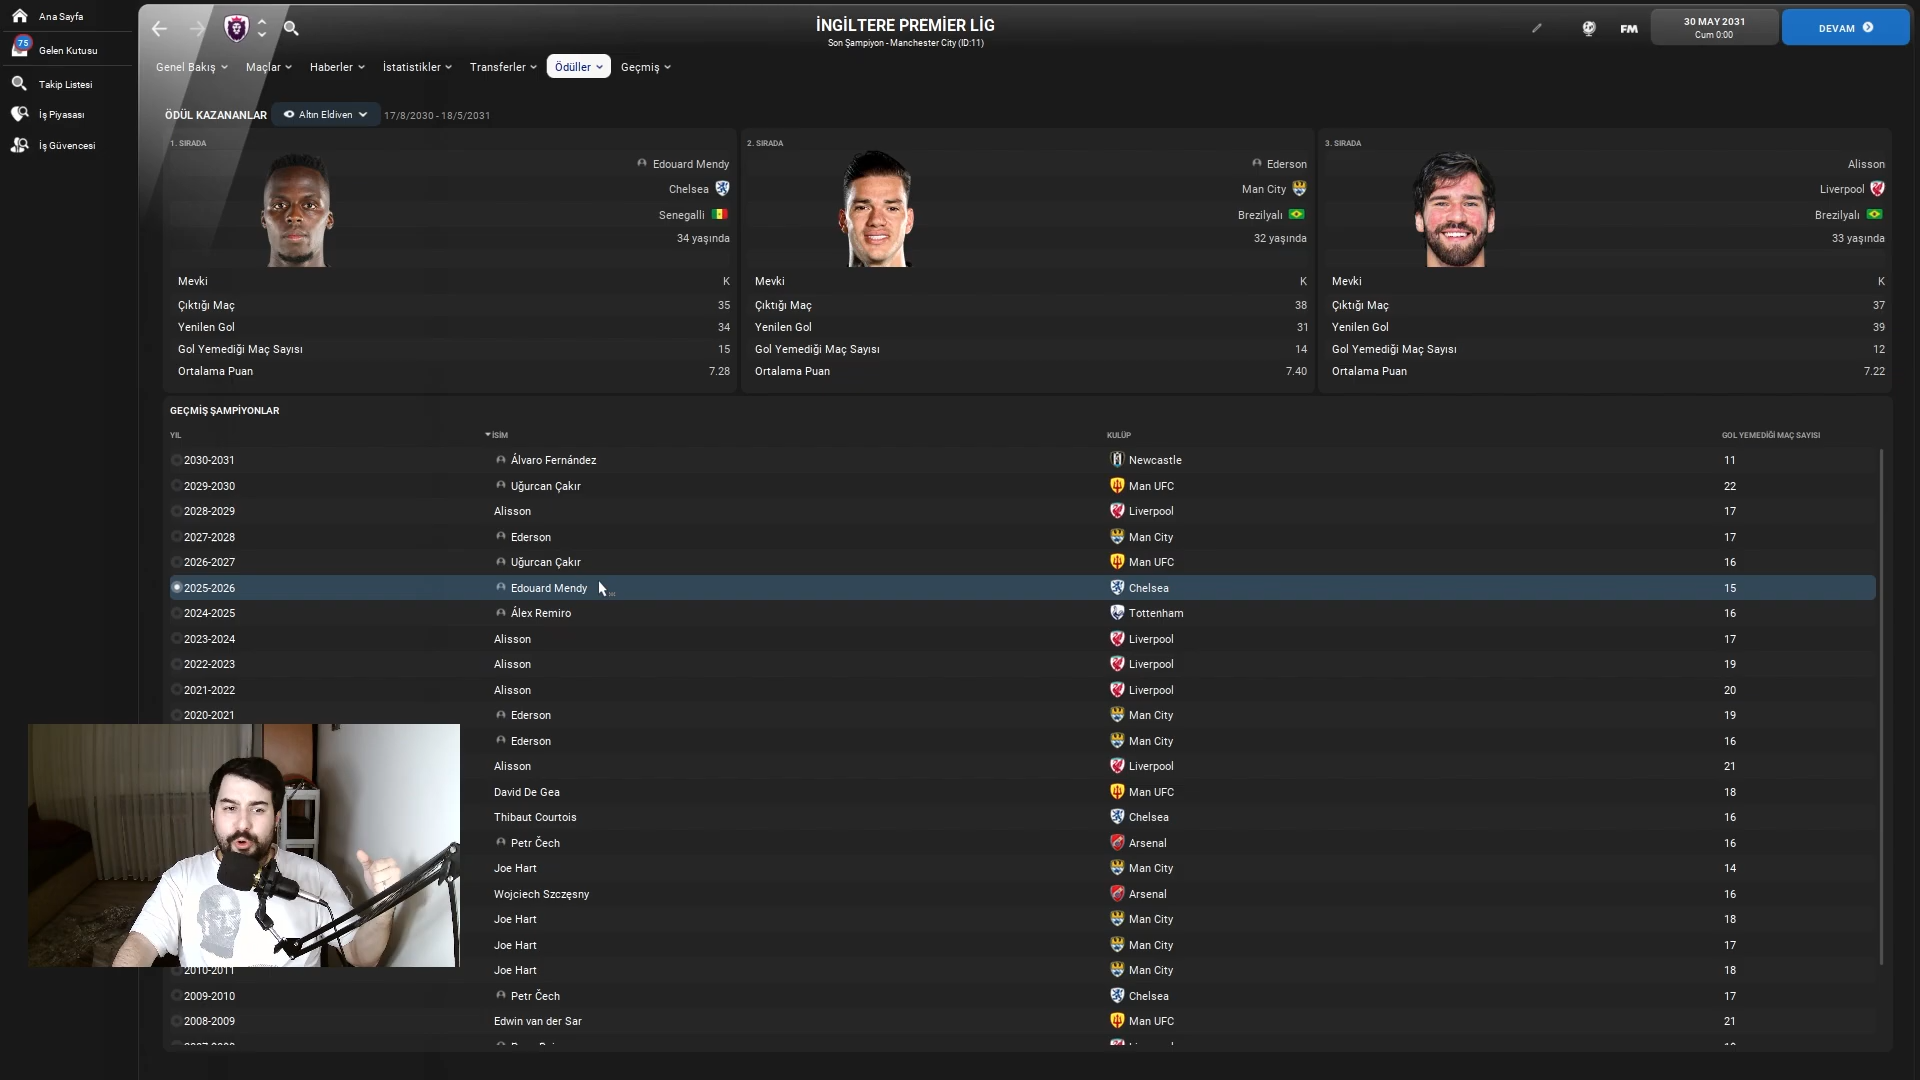 Ana Sayfa
75
Gelen Kutusu
Takip Listesi
İş Piyasası
İş Güvencesi
İNGİLTERE PREMİER LİG
Son Şampiyon - Manchester City (ID:11)
FM
30 MAY 2031
Cum 0:00
DEVAM
Genel Bakış
Maçlar
Haberler
İstatistikler
Transferler
Ödüller
Geçmiş
ÖDÜL KAZANANLAR
Altın Eldiven
17/8/2030 - 18/5/2031
1. SIRADA
Edouard Mendy
Chelsea
Senegalli
34 yaşında
Mevki K
Çıktığı Maç 35
Yenilen Gol 34
Gol Yemediği Maç Sayısı 15
Ortalama Puan 7.28
2. SIRADA
Ederson
Man City
Brezilyalı
32 yaşında
Mevki K
Çıktığı Maç 38
Yenilen Gol 31
Gol Yemediği Maç Sayısı 14
Ortalama Puan 7.40
3. SIRADA
Alisson
Liverpool
Brezilyalı
33 yaşında
Mevki K
Çıktığı Maç 37
Yenilen Gol 39
Gol Yemediği Maç Sayısı 12
Ortalama Puan 7.22
GEÇMİŞ ŞAMPİYONLAR
YIL İSİM KULÜP GOL YEMEDİĞİ MAÇ SAYISI
2030-2031 Álvaro Fernández Newcastle 11
2029-2030 Uğurcan Çakır Man UFC 22
2028-2029 Alisson Liverpool 17
2027-2028 Ederson Man City 17
2026-2027 Uğurcan Çakır Man UFC 16
2025-2026 Edouard Mendy Chelsea 15
2024-2025 Álex Remiro Tottenham 16
2023-2024 Alisson Liverpool 17
2022-2023 Alisson Liverpool 19
2021-2022 Alisson Liverpool 20
2020-2021 Ederson Man City 19
Ederson Man City 16
Alisson Liverpool 21
David De Gea Man UFC 18
Thibaut Courtois Chelsea 16
Petr Čech Arsenal 16
Joe Hart Man City 14
Wojciech Szczęsny Arsenal 16
Joe Hart Man City 18
Joe Hart Man City 17
2010-2011 Joe Hart Man City 18
2009-2010 Petr Čech Chelsea 17
2008-2009 Edwin van der Sar Man UFC 21